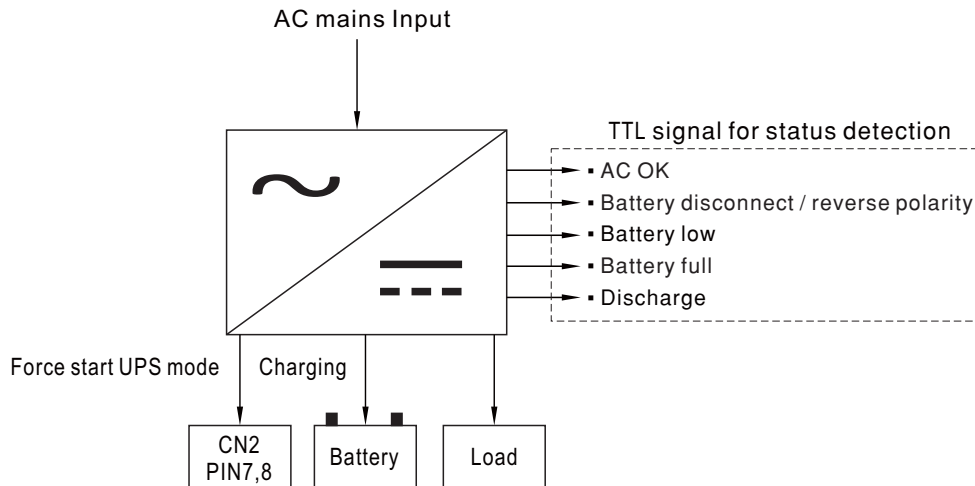 AC mains Input
TTL signal for status detection
▪ AC OK
▪ Battery disconnect / reverse polarity
▪ Battery low
▪ Battery full
▪ Discharge
Force start UPS mode
Charging
CN2
PIN7,8
Battery
Load